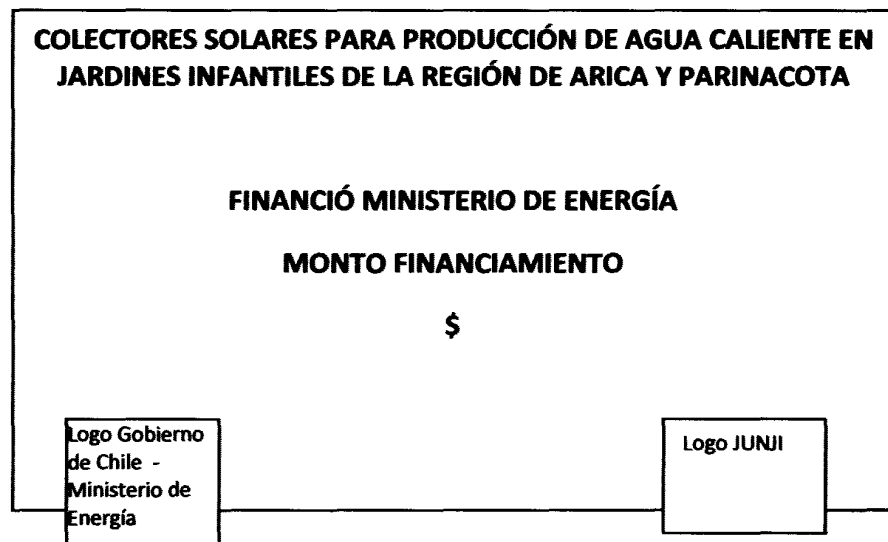 COLECTORES SOLARES PARA PRODUCCIÓN DE AGUA CALIENTE EN
JARDINES INFANTILES DE LA REGIÓN DE ARICA Y PARINACOTA
FINANCIÓ MINISTERIO DE ENERGÍA
MONTO FINANCIAMIENTO
$
Logo Gobierno
de Chile -
Ministerio de
Energía
Logo JUNJI